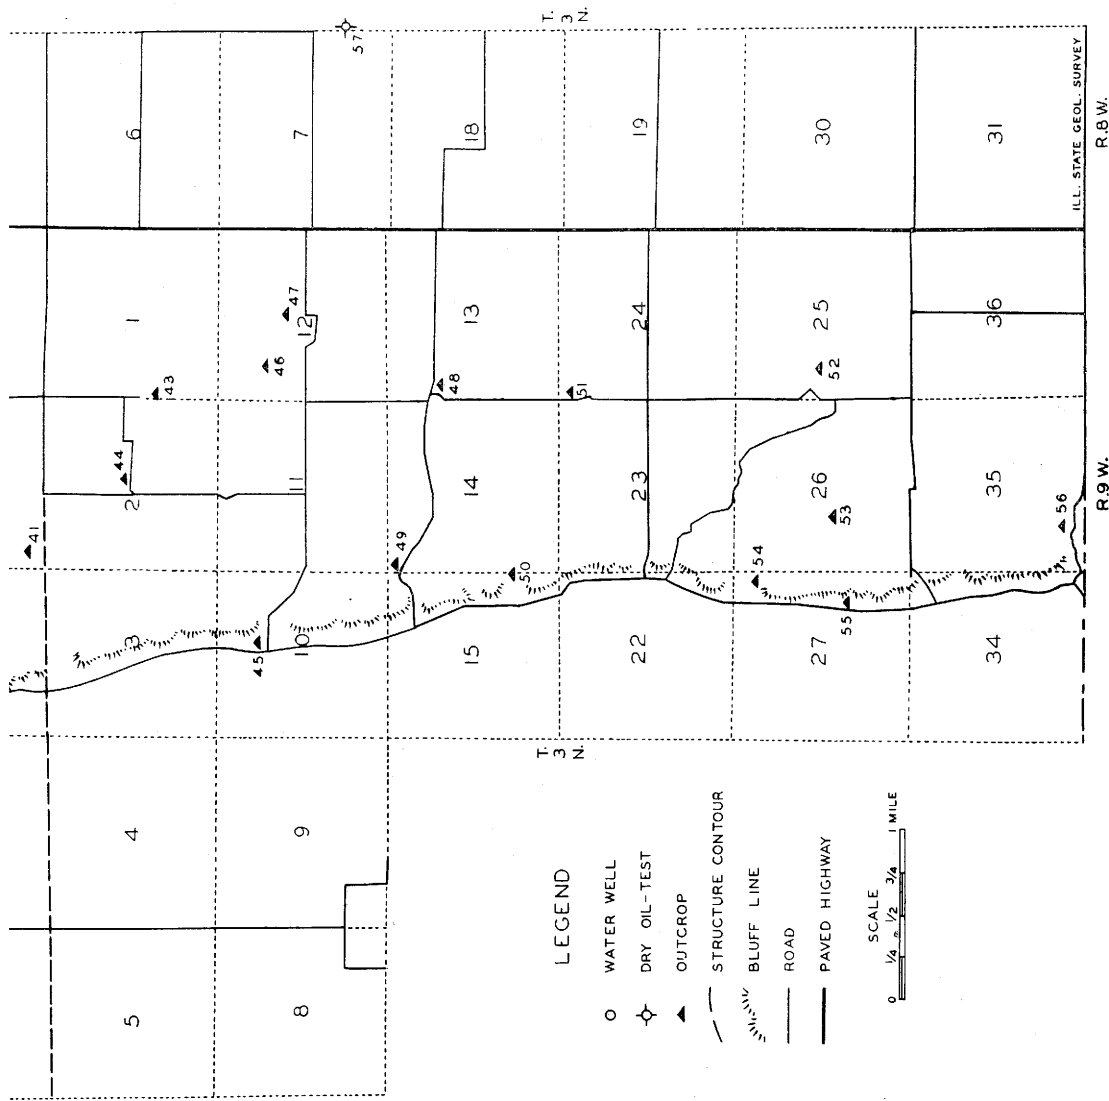 T.
3
N.
57
6
7
18
19
30
31
ILL. STATE GEOL. SURVEY
R.8 W.
1
43
46
47
12
13
48
24
51
25
52
36
41
44
2
11
14
49
50
23
26
53
54
35
56
R.9 W.
3
45
10
15
22
27
55
34
T.
3
N.
4
9
5
8
LEGEND
WATER WELL
DRY OIL-TEST
OUTCROP
STRUCTURE CONTOUR
BLUFF LINE
ROAD
PAVED HIGHWAY
SCALE
0 1/4 1/2 3/4 1 MILE